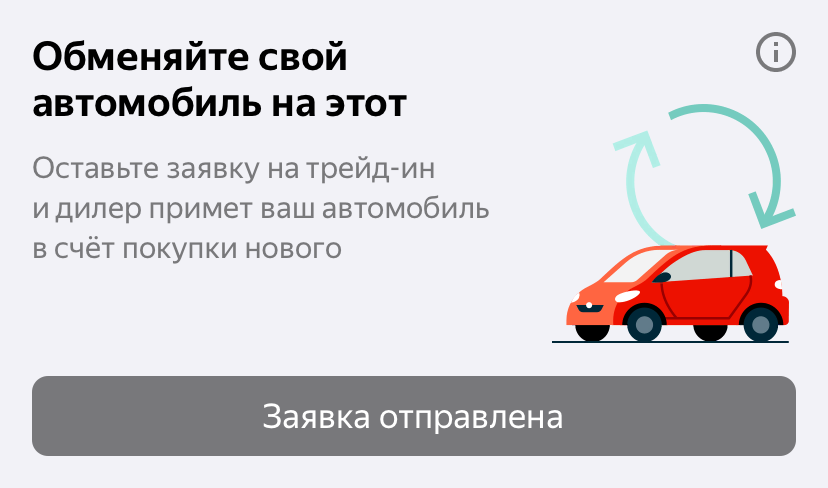 Обменяйте свой
автомобиль на этот
Оставьте заявку на трейд-ин
и дилер примет ваш автомобиль
в счёт покупки нового
Заявка отправлена